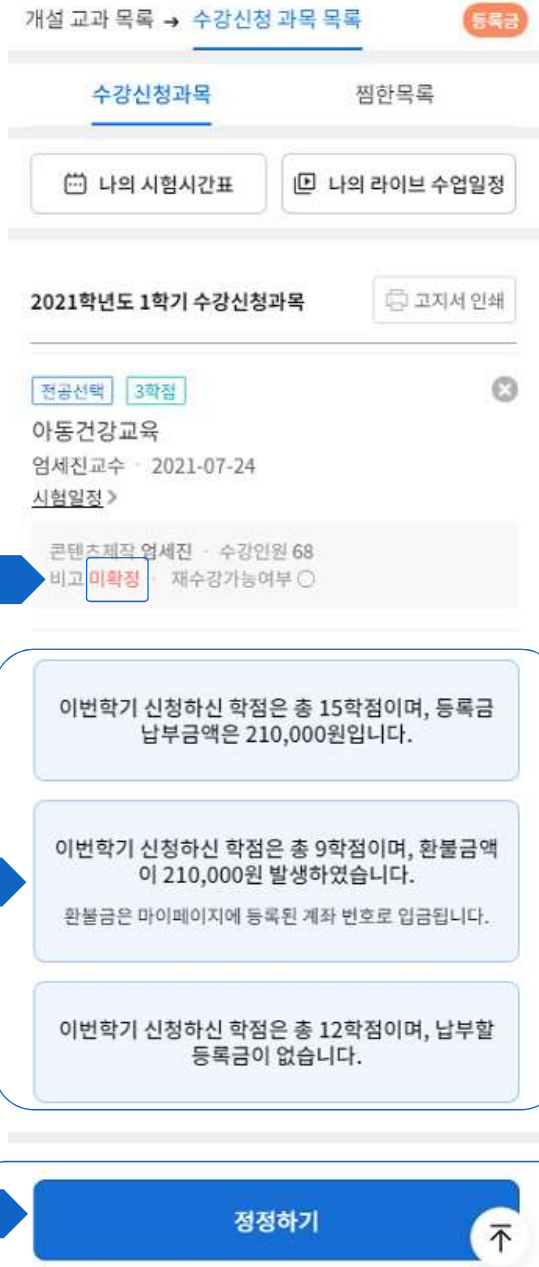 개설 교과 목록 → 수강신청 과목 목록 등록금
수강신청과목 찜한목록
나의 시험시간표 나의 라이브 수업일정
2021학년도 1학기 수강신청과목 고지서 인쇄
전공선택 3학점
아동건강교육
엄세진교수 · 2021-07-24
시험일정 >
콘텐츠제작 엄세진 · 수강인원 68
비고 미확정 · 재수강가능여부 ○
이번학기 신청하신 학점은 총 15학점이며, 등록금
납부금액은 210,000원입니다.
이번학기 신청하신 학점은 총 9학점이며, 환불금액
이 210,000원 발생하였습니다.
환불금은 마이페이지에 등록된 계좌 번호로 입금됩니다.
이번학기 신청하신 학점은 총 12학점이며, 납부할
등록금이 없습니다.
정정하기